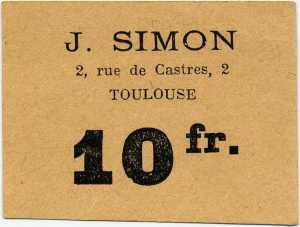 J. SIMON
2, rue de Castres, 2
TOULOUSE
10 fr.